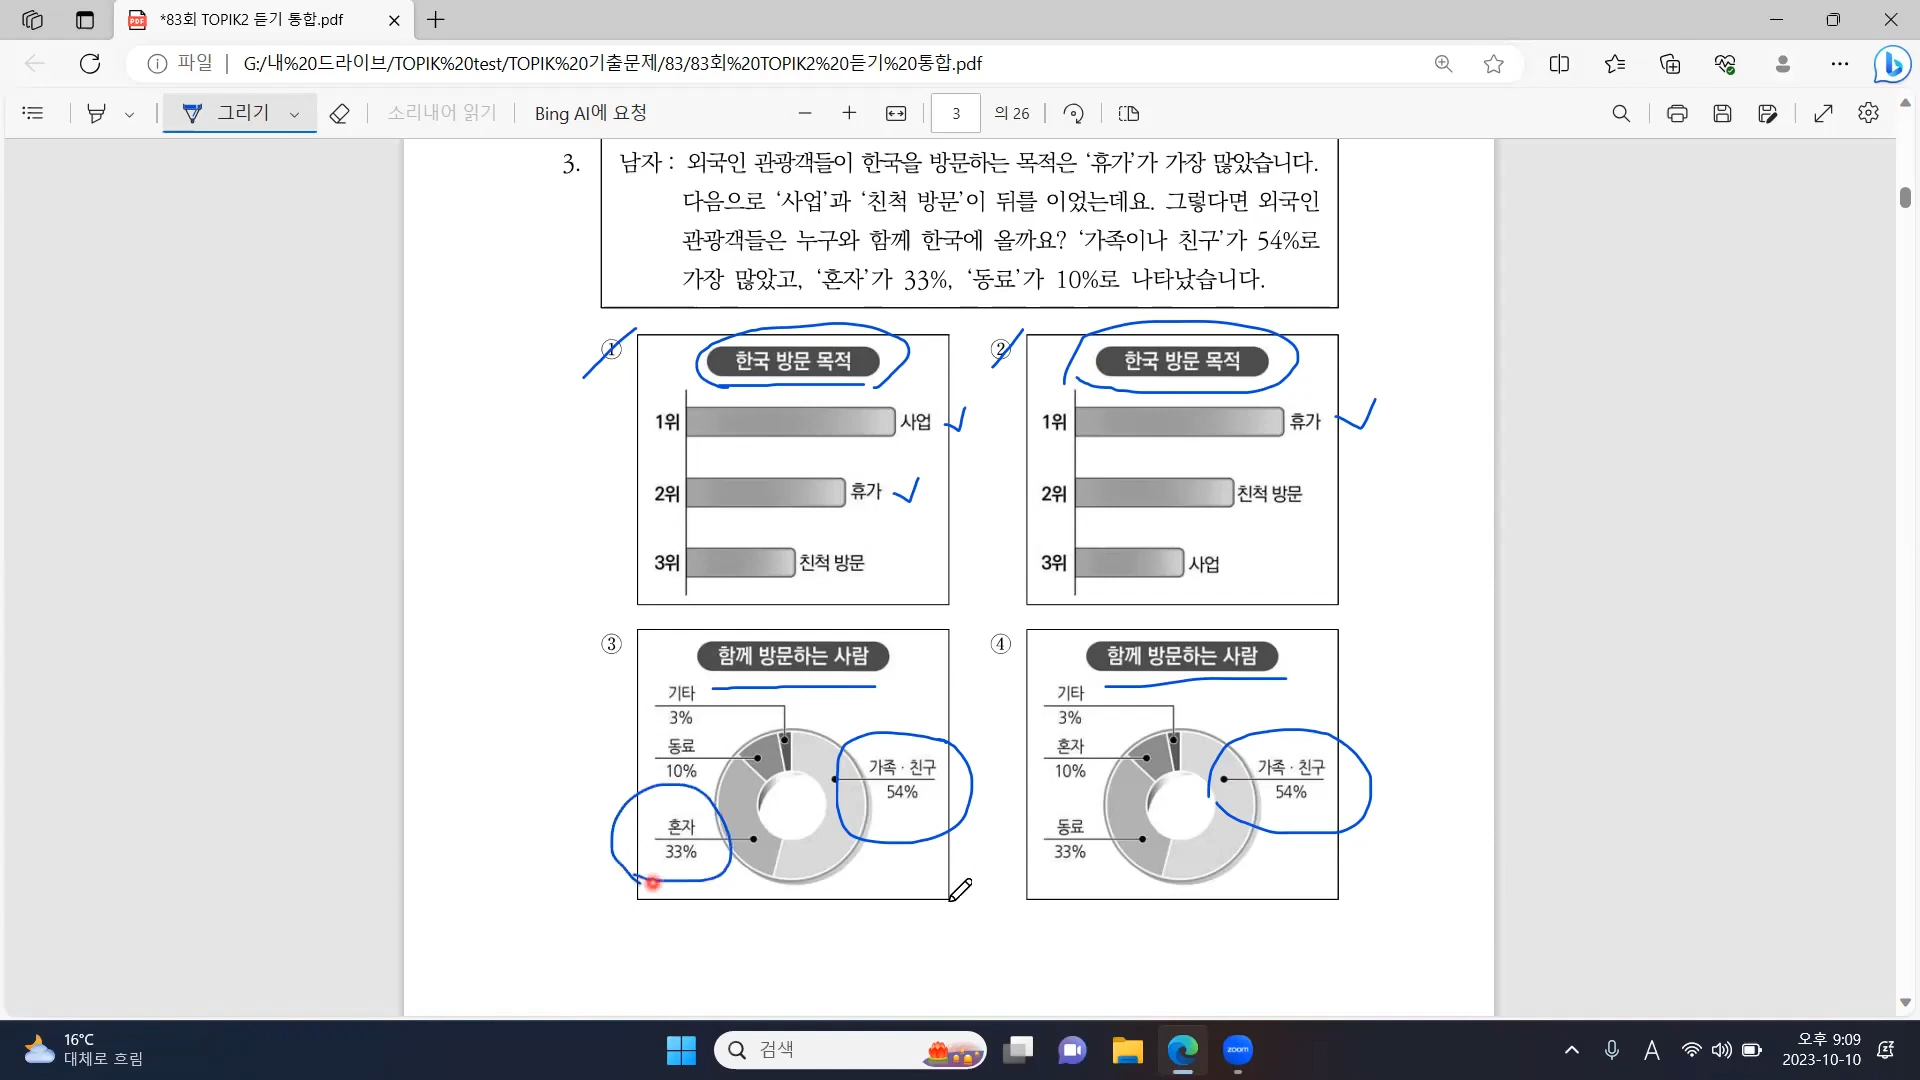 *83회 TOPIK2 듣기 통합.pdf
파일
G:/내%20드라이브/TOPIK%20test/TOPIK%20기출문제/83/83회%20TOPIK2%20듣기%20통합.pdf
그리기
소리내어 읽기
Bing AI에 요청
3
의 26
3. 남자 : 외국인 관광객들이 한국을 방문하는 목적은 ‘휴가’가 가장 많았습니다.
다음으로 ‘사업’과 ‘친척 방문’이 뒤를 이었는데요. 그렇다면 외국인
관광객들은 누구와 함께 한국에 올까요? ‘가족이나 친구’가 54%로
가장 많았고, ‘혼자’가 33%, ‘동료’가 10%로 나타났습니다.
①
한국 방문 목적
1위 사업
2위 휴가
3위 친척 방문
②
한국 방문 목적
1위 휴가
2위 친척 방문
3위 사업
③
함께 방문하는 사람
기타
3%
동료
10%
혼자
33%
가족 · 친구
54%
④
함께 방문하는 사람
기타
3%
혼자
10%
동료
33%
가족 · 친구
54%
16°C
대체로 흐림
검색
zoom
A
오후 9:09
2023-10-10